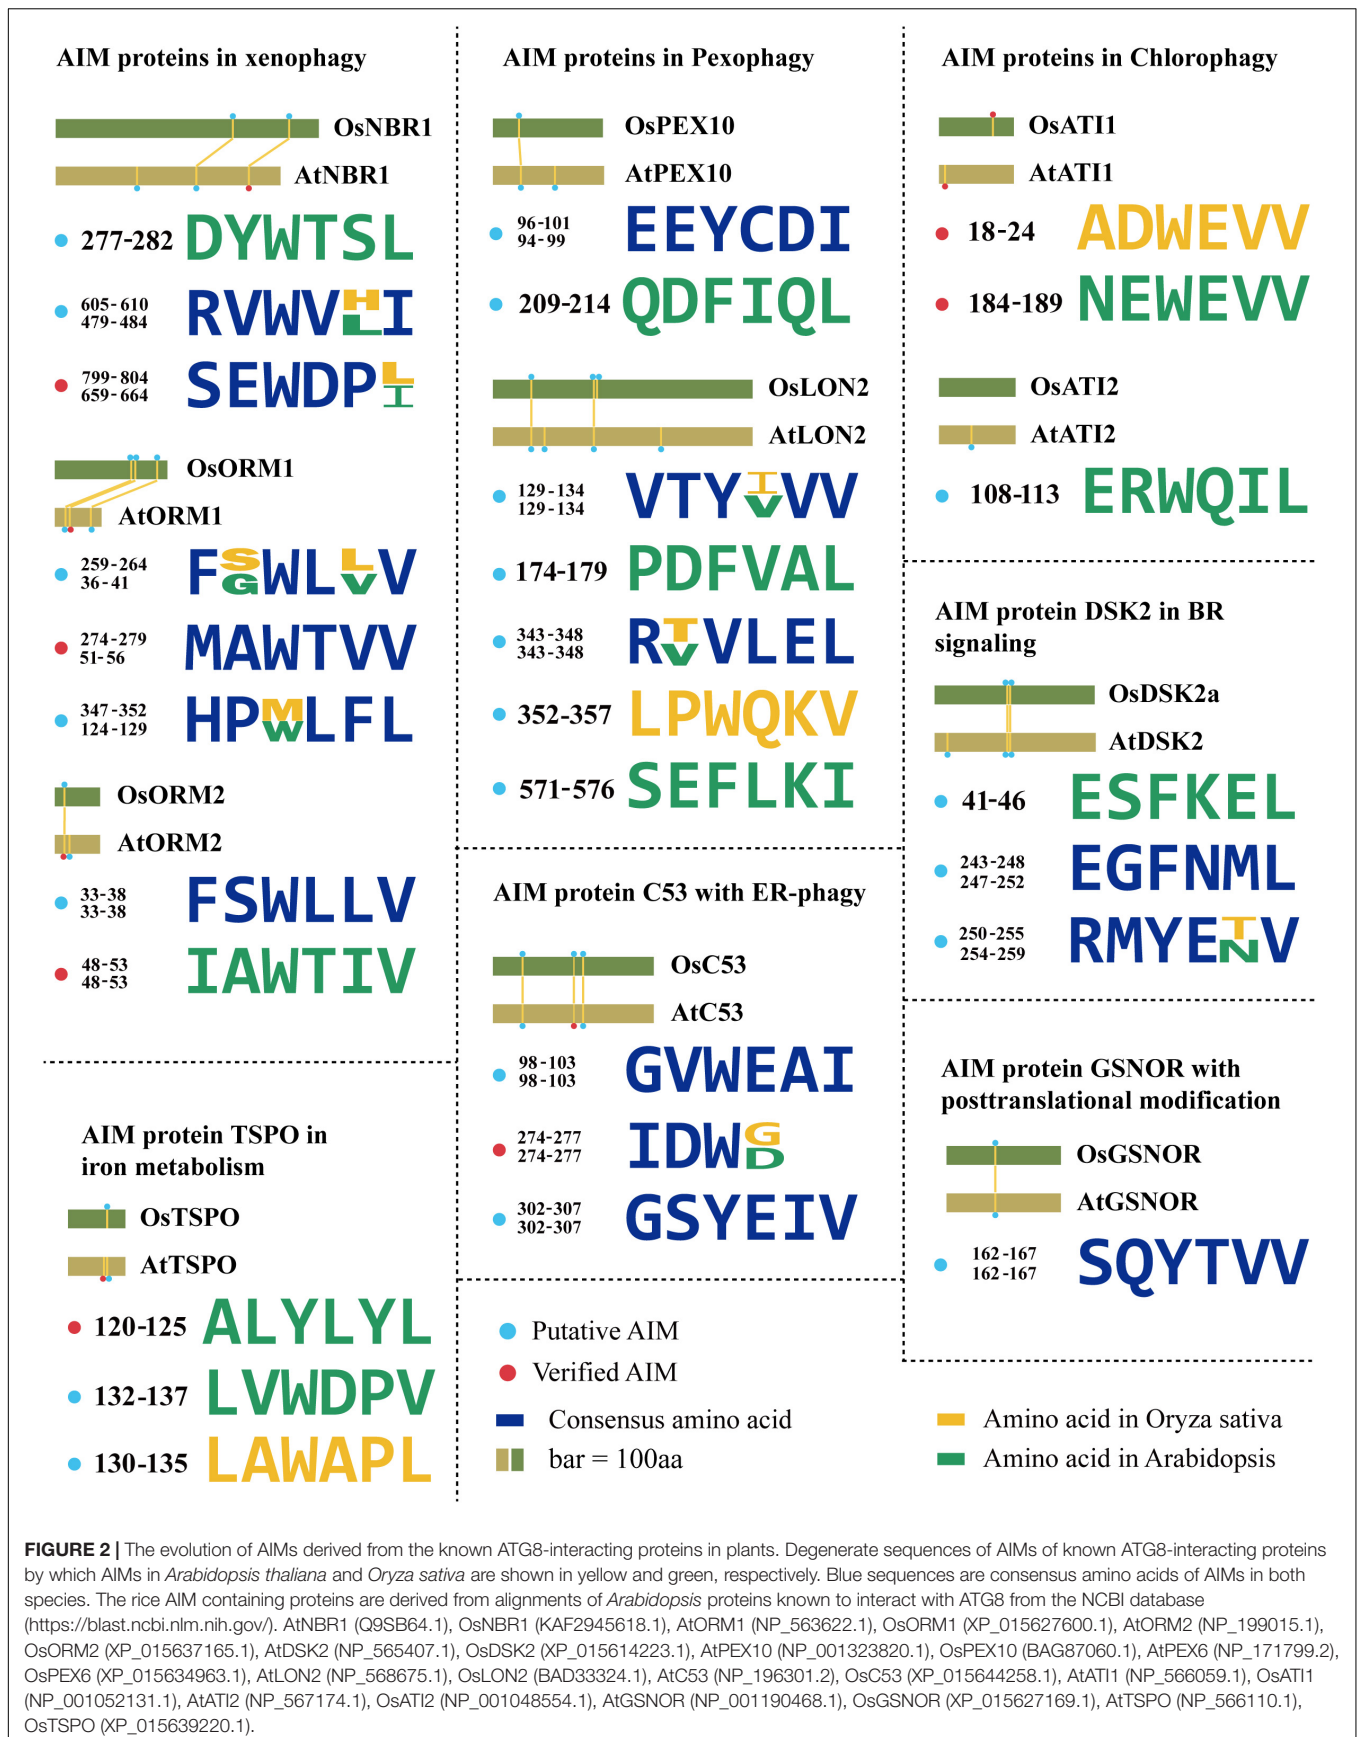 AIM proteins in xenophagy
OsNBR1
AtNBR1
277-282 DYWTSL
605-610
479-484
RVWVHI
L
799-804
659-664
SEWDPL
I
OsORM1
AtORM1
259-264
36-41
FSWLLV
G V
274-279
51-56
MAWTVV
347-352
124-129
HPMLFL
W
OsORM2
AtORM2
33-38
33-38
FSWLLV
48-53
48-53
IAWTIV
AIM protein TSPO in
iron metabolism
OsTSPO
AtTSPO
120-125 ALYLYL
132-137 LVWDPV
130-135 LAWAPL
AIM proteins in Pexophagy
OsPEX10
AtPEX10
96-101
94-99
EEYCDI
209-214 QDFIQL
OsLON2
AtLON2
129-134
129-134
VTYIVV
V
174-179 PDFVAL
343-348
343-348
RTVLEL
V
352-357 LPWQKV
571-576 SEFLKI
AIM protein C53 with ER-phagy
OsC53
AtC53
98-103
98-103
GVWEAI
274-277
274-277
IDWG
D
302-307
302-307
GSYEIV
Putative AIM
Verified AIM
Consensus amino acid
bar = 100aa
AIM proteins in Chlorophagy
OsATI1
AtATI1
18-24 ADWEVV
184-189 NEWEVV
OsATI2
AtATI2
108-113 ERWQIL
AIM protein DSK2 in BR
signaling
OsDSK2a
AtDSK2
41-46 ESFKEL
243-248
247-252
EGFNML
250-255
254-259
RMYETV
N
AIM protein GSNOR with
posttranslational modification
OsGSNOR
AtGSNOR
162-167
162-167
SQYTVV
Amino acid in Oryza sativa
Amino acid in Arabidopsis
FIGURE 2 | The evolution of AIMs derived from the known ATG8-interacting proteins in plants. Degenerate sequences of AIMs of known ATG8-interacting proteins
by which AIMs in Arabidopsis thaliana and Oryza sativa are shown in yellow and green, respectively. Blue sequences are consensus amino acids of AIMs in both
species. The rice AIM containing proteins are derived from alignments of Arabidopsis proteins known to interact with ATG8 from the NCBI database
(https://blast.ncbi.nlm.nih.gov/). AtNBR1 (Q9SB64.1), OsNBR1 (KAF2945618.1), AtORM1 (NP_563622.1), OsORM1 (XP_015627600.1), AtORM2 (NP_199015.1),
OsORM2 (XP_015637165.1), AtDSK2 (NP_565407.1), OsDSK2 (XP_015614223.1), AtPEX10 (NP_001323820.1), OsPEX10 (BAG87060.1), AtPEX6 (NP_171799.2),
OsPEX6 (XP_015634963.1), AtLON2 (NP_568675.1), OsLON2 (BAD33324.1), AtC53 (NP_196301.2), OsC53 (XP_015644258.1), AtATI1 (NP_566059.1), OsATI1
(NP_001052131.1), AtATI2 (NP_567174.1), OsATI2 (NP_001048554.1), AtGSNOR (NP_001190468.1), OsGSNOR (XP_015627169.1), AtTSPO (NP_566110.1),
OsTSPO (XP_015639220.1).